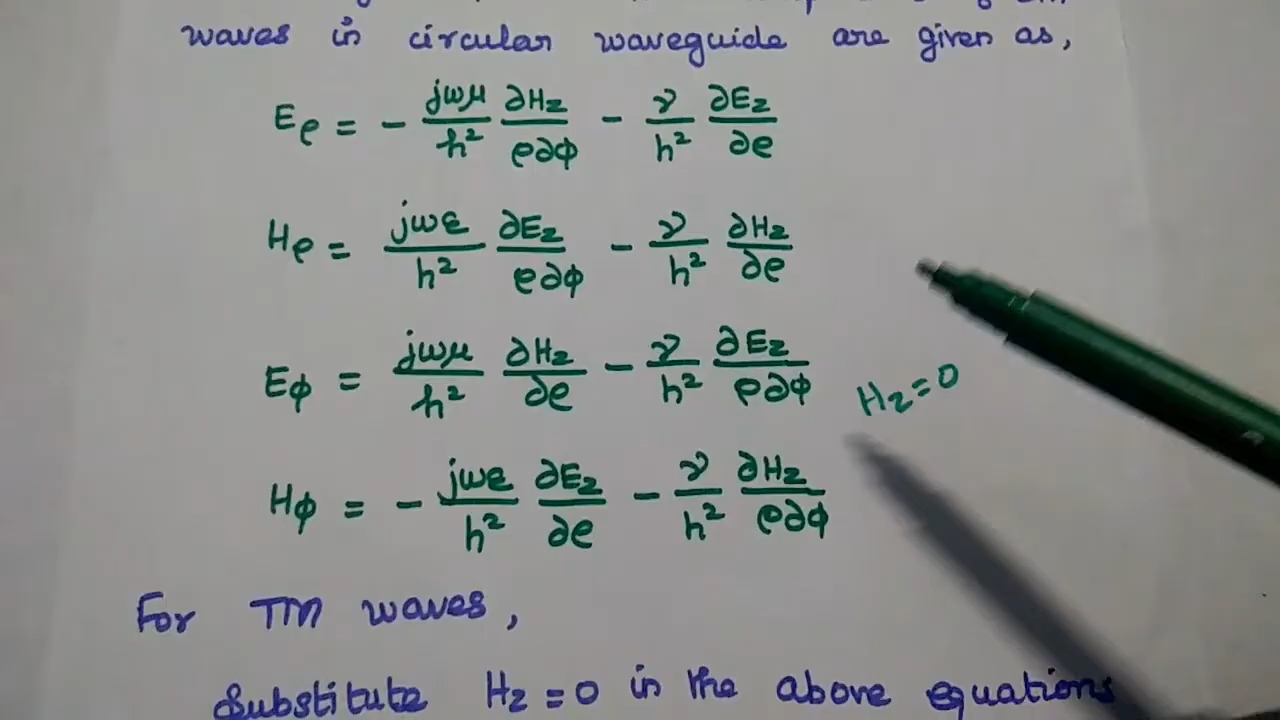 waves in circular waveguide are given as,
Eρ = - jωμ/h² ∂Hz/ρ∂φ - γ/h² ∂Ez/∂ρ
Hρ = jωε/h² ∂Ez/ρ∂φ - γ/h² ∂Hz/∂ρ
Eφ = jωμ/h² ∂Hz/∂ρ - γ/h² ∂Ez/ρ∂φ
Hz=0
Hφ = - jωε/h² ∂Ez/∂ρ - γ/h² ∂Hz/ρ∂φ
For TM waves,
Substitute Hz=0 in the above equations